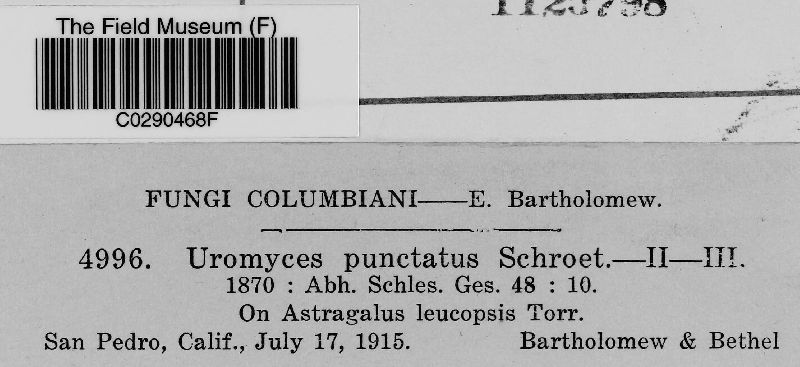 The Field Museum (F)
C0290468F
FUNGI COLUMBIANI——E. Bartholomew.
4996. Uromyces punctatus Schroet.—II—III.
1870 : Abh. Schles. Ges. 48 : 10.
On Astragalus leucopsis Torr.
San Pedro, Calif., July 17, 1915. Bartholomew & Bethel